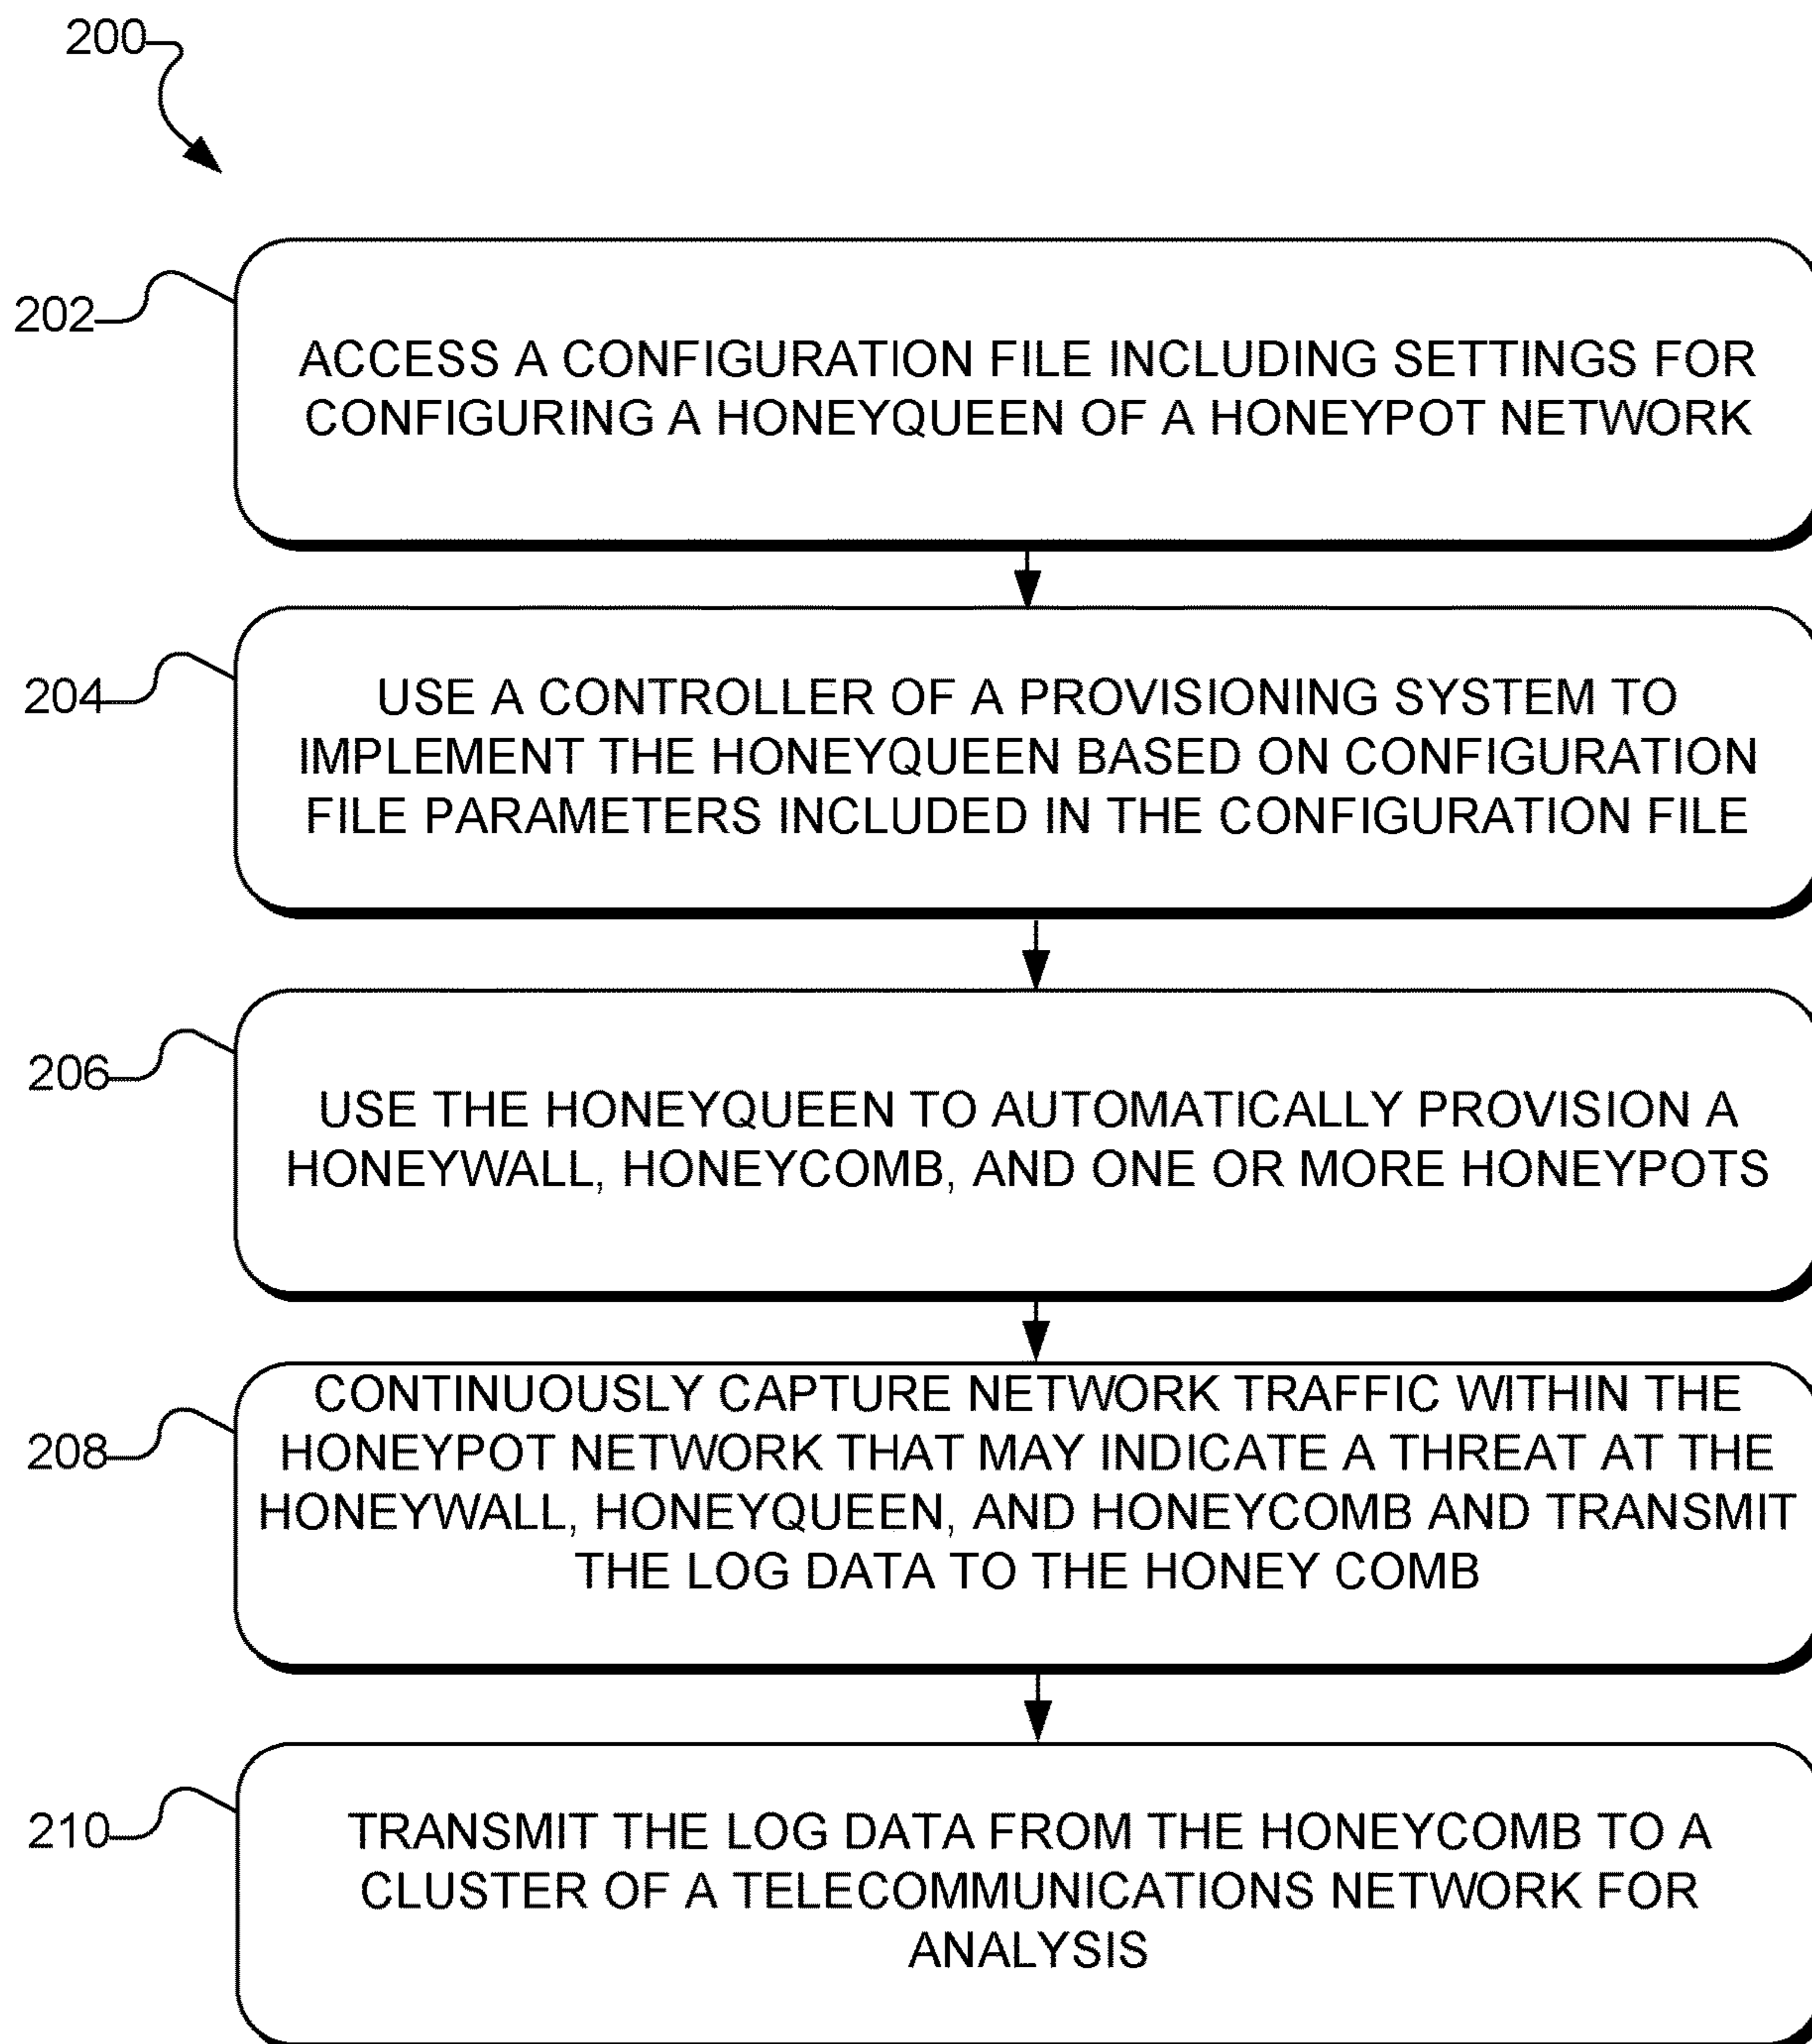 200
202
ACCESS A CONFIGURATION FILE INCLUDING SETTINGS FOR
CONFIGURING A HONEYQUEEN OF A HONEYPOT NETWORK
204
USE A CONTROLLER OF A PROVISIONING SYSTEM TO
IMPLEMENT THE HONEYQUEEN BASED ON CONFIGURATION
FILE PARAMETERS INCLUDED IN THE CONFIGURATION FILE
206
USE THE HONEYQUEEN TO AUTOMATICALLY PROVISION A
HONEYWALL, HONEYCOMB, AND ONE OR MORE HONEYPOTS
208
CONTINUOUSLY CAPTURE NETWORK TRAFFIC WITHIN THE
HONEYPOT NETWORK THAT MAY INDICATE A THREAT AT THE
HONEYWALL, HONEYQUEEN, AND HONEYCOMB AND TRANSMIT
THE LOG DATA TO THE HONEY COMB
210
TRANSMIT THE LOG DATA FROM THE HONEYCOMB TO A
CLUSTER OF A TELECOMMUNICATIONS NETWORK FOR
ANALYSIS